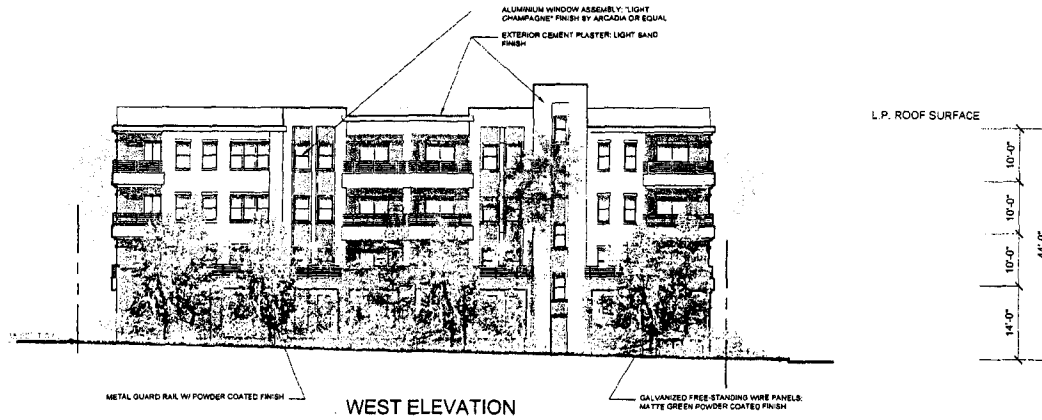 ALUMINIUM WINDOW ASSEMBLY: "LIGHT
CHAMPAGNE" FINISH BY ARCADIA OR EQUAL
EXTERIOR CEMENT PLASTER: LIGHT SAND
FINISH
L.P. ROOF SURFACE
10'-0"
10'-0"
10'-0"
44'-0"
14'-0"
METAL GUARD RAIL W/ POWDER COATED FINISH
GALVANIZED FREE-STANDING WIRE PANELS:
MATTE GREEN POWDER COATED FINISH
WEST ELEVATION